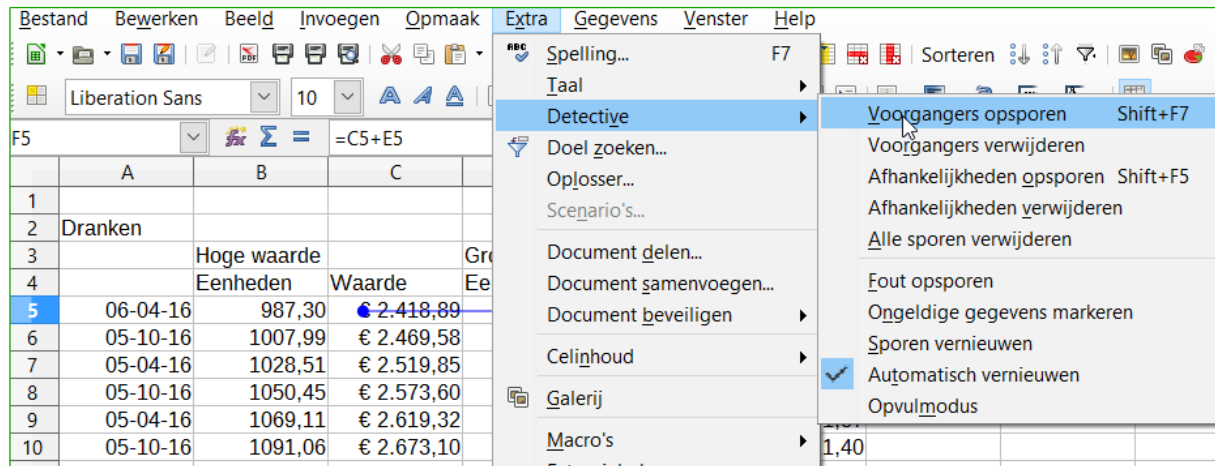 Bestand Bewerken Beeld Invoegen Opmaak Extra Gegevens Venster Help
PDF ABC Spelling... F7 Sorteren
Liberation Sans 10 Taal
Detective Voorgangers opsporen Shift+F7
F5 =C5+E5 Doel zoeken... Voorgangers verwijderen
A B C Oplosser... Afhankelijkheden opsporen Shift+F5
1 Scenario's... Afhankelijkheden verwijderen
2 Dranken Alle sporen verwijderen
3 Hoge waarde Document delen...
4 Eenheden Waarde Document samenvoegen... Fout opsporen
5 06-04-16 987,30 € 2.418,89 Document beveiligen Ongeldige gegevens markeren
6 05-10-16 1007,99 € 2.469,58 Sporen vernieuwen
7 05-04-16 1028,51 € 2.519,85 Celinhoud Automatisch vernieuwen
8 05-10-16 1050,45 € 2.573,60 Galerij Opvulmodus
9 05-04-16 1069,11 € 2.619,32
10 05-10-16 1091,06 € 2.673,10 Macro's 1,40